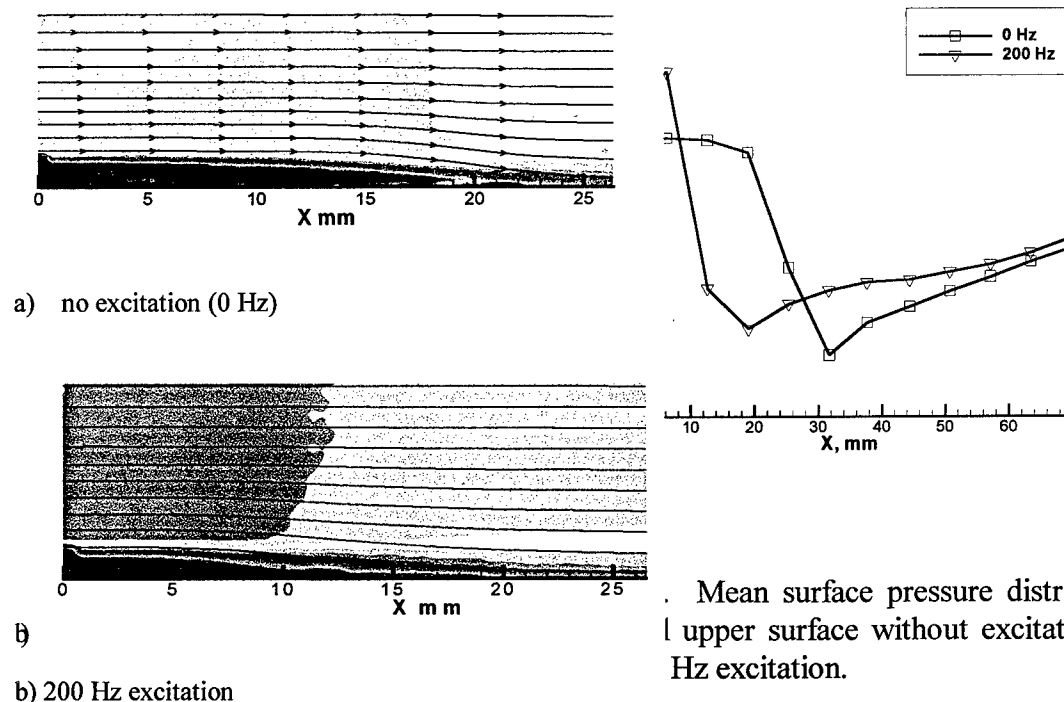 0 5 10 15 20 25
X mm
a) no excitation (0 Hz)
0 5 10 15 20 25
X mm
b)
b) 200 Hz excitation
0 Hz
200 Hz
10 20 30 40 50 60
X, mm
. Mean surface pressure distr
l upper surface without excitat
Hz excitation.